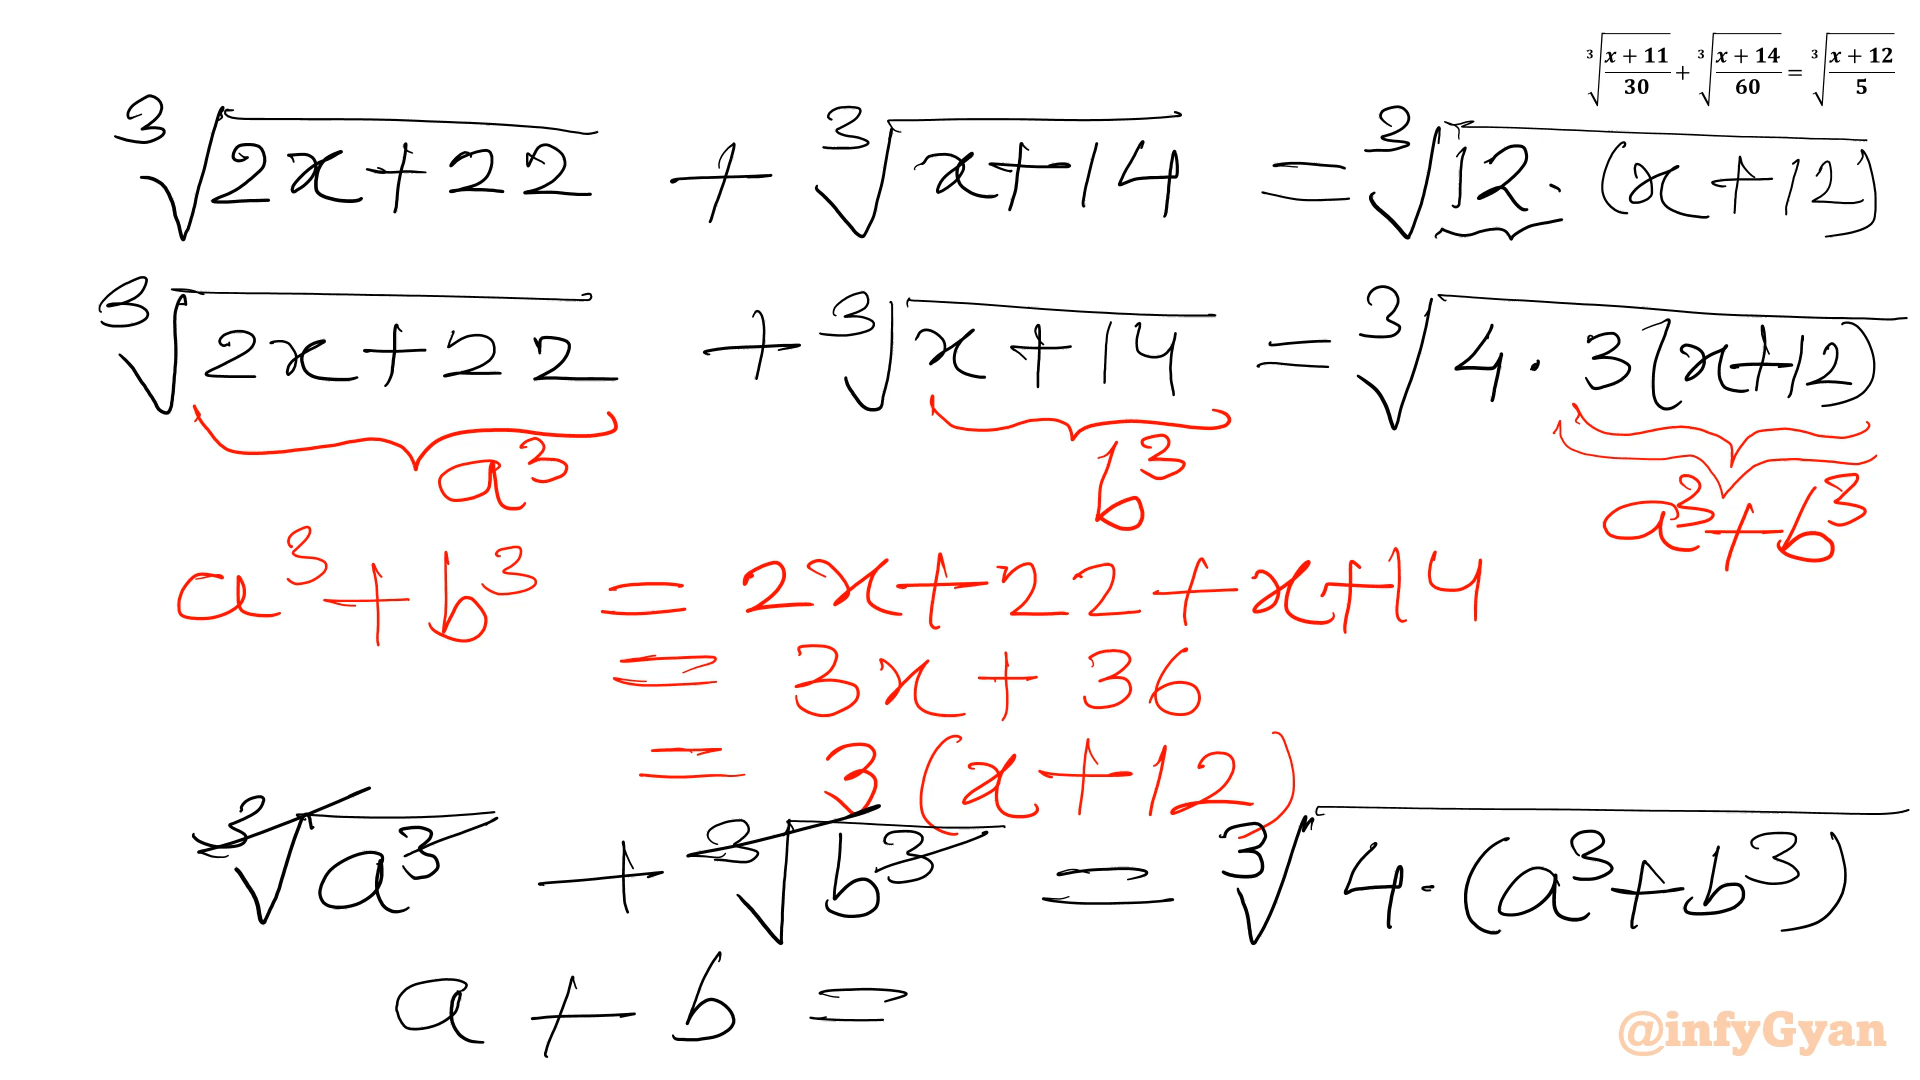 ∛((x + 11)/30) + ∛((x + 14)/60) = ∛((x + 12)/5)
∛(2x+22) + ∛(x+14) = ∛(12·(x+12))
∛(2x+22) + ∛(x+14) = ∛(4·3(x+12))
a³ b³ a³+b³
a³+b³ = 2x+22+x+14
= 3x+36
= 3(x+12)
∛(a³) + ∛(b³) = ∛(4·(a³+b³))
a + b =
@infyGyan